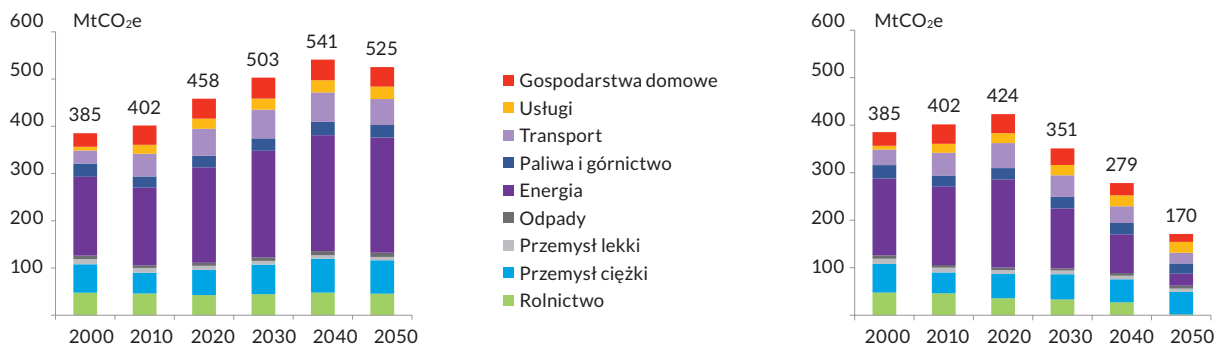 MtCO₂e
600
500
400
300
200
100
385
402
458
503
541
525
2000 2010 2020 2030 2040 2050
Gospodarstwa domowe
Usługi
Transport
Paliwa i górnictwo
Energia
Odpady
Przemysł lekki
Przemysł ciężki
Rolnictwo
MtCO₂e
600
500
400
300
200
100
385
402
424
351
279
170
2000 2010 2020 2030 2040 2050